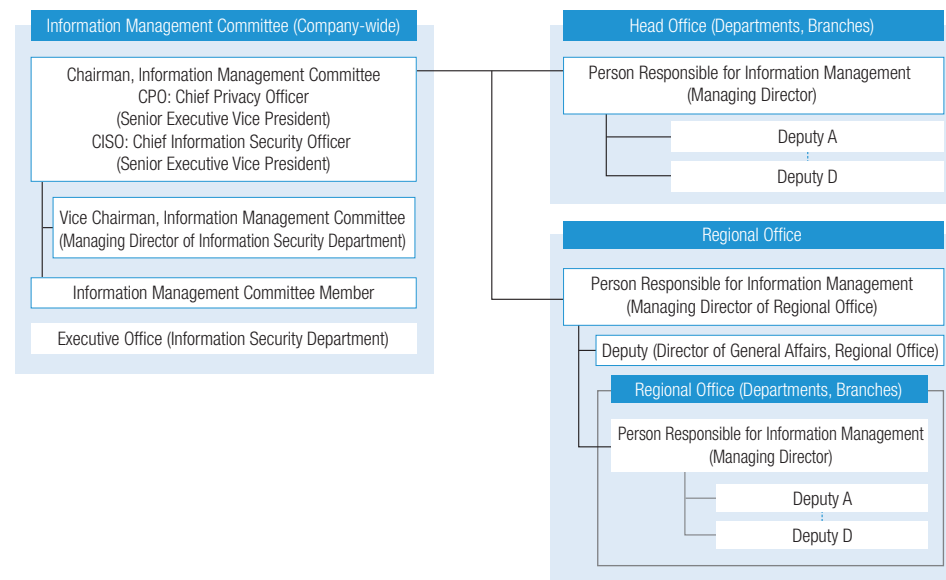 Information Management Committee (Company-wide)
Chairman, Information Management Committee
CPO: Chief Privacy Officer
(Senior Executive Vice President)
CISO: Chief Information Security Officer
(Senior Executive Vice President)
Vice Chairman, Information Management Committee
(Managing Director of Information Security Department)
Information Management Committee Member
Executive Office (Information Security Department)
Head Office (Departments, Branches)
Person Responsible for Information Management
(Managing Director)
Deputy A
Deputy D
Regional Office
Person Responsible for Information Management
(Managing Director of Regional Office)
Deputy (Director of General Affairs, Regional Office)
Regional Office (Departments, Branches)
Person Responsible for Information Management
(Managing Director)
Deputy A
Deputy D